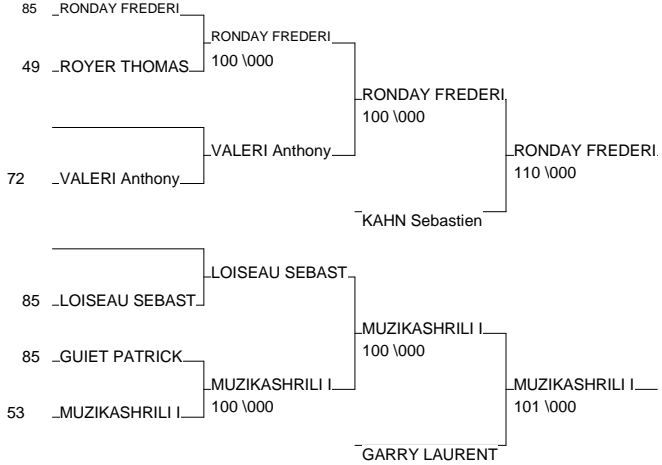 85 RONDAY FREDERI
RONDAY FREDERI
100 \000
49 ROYER THOMAS
RONDAY FREDERI
100 \000
VALERI Anthony
72 VALERI Anthony
RONDAY FREDERI
110 \000
KAHN Sebastien
LOISEAU SEBAST
85 LOISEAU SEBAST
MUZIKASHRILI I
100 \000
85 GUIET PATRICK
MUZIKASHRILI I
100 \000
53 MUZIKASHRILI I
MUZIKASHRILI I
101 \000
GARRY LAURENT